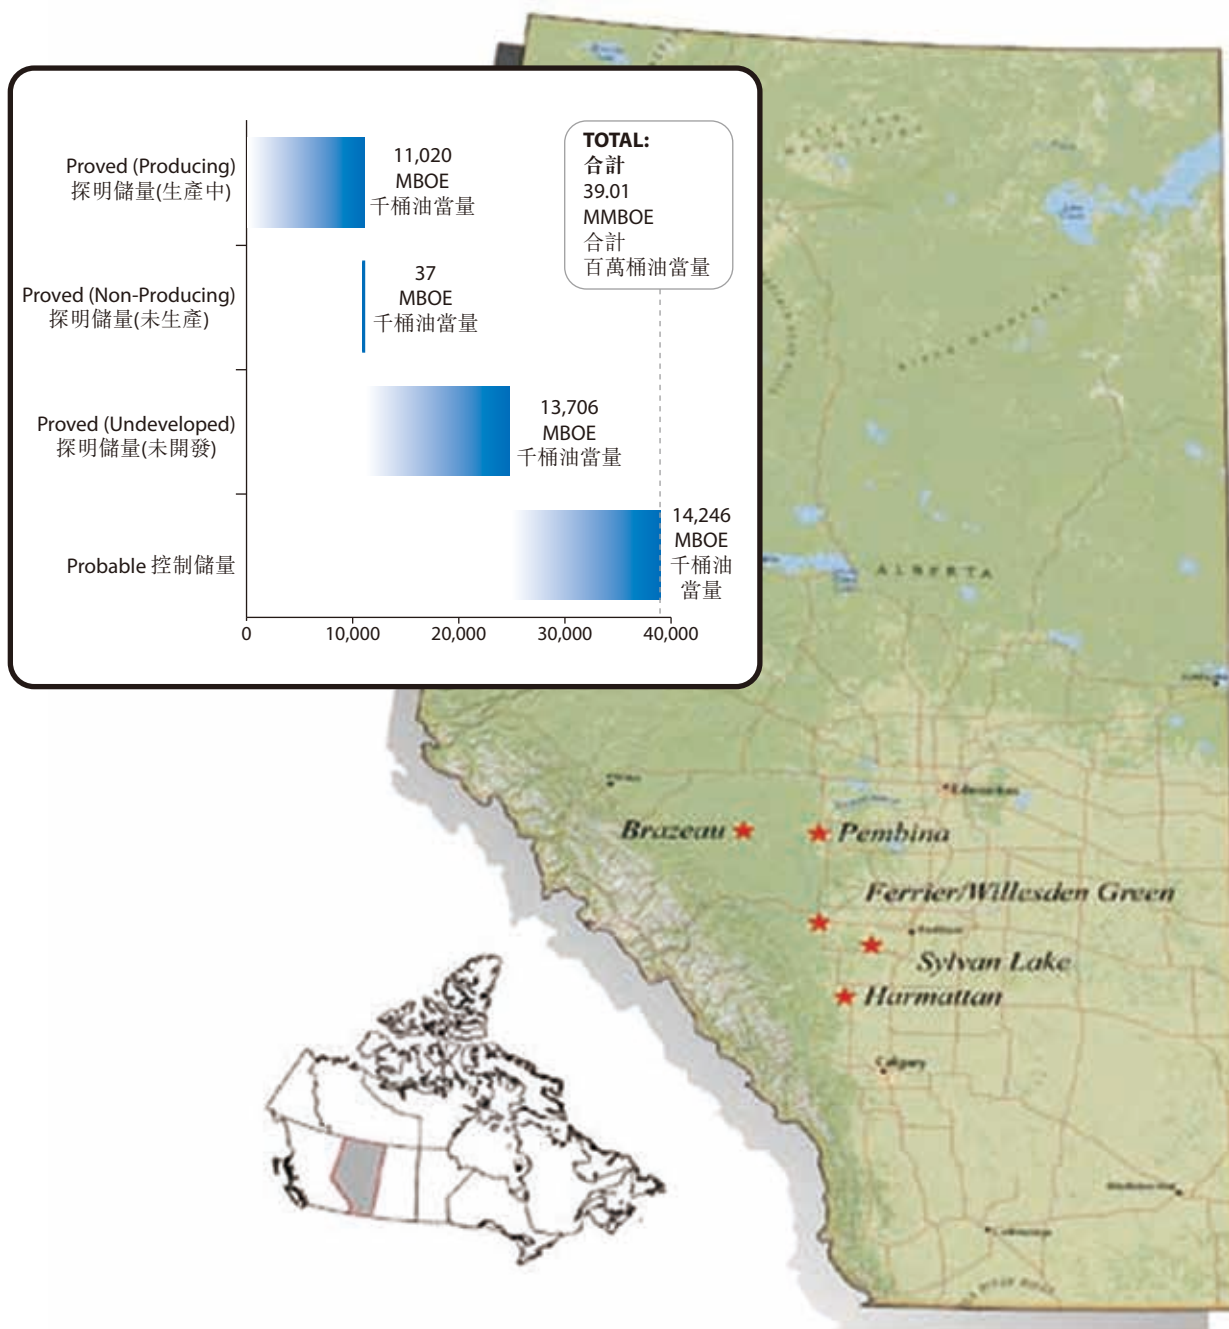 Proved (Producing)
探明儲量(生產中)
11,020
MBOE
千桶油當量
TOTAL:
合計
39.01
MMBOE
合計
百萬桶油當量
Proved (Non-Producing)
探明儲量(未生產)
37
MBOE
千桶油當量
Proved (Undeveloped)
探明儲量(未開發)
13,706
MBOE
千桶油當量
Probable 控制儲量
14,246
MBOE
千桶油
當量
0 10,000 20,000 30,000 40,000
ALBERTA
Edmonton
Brazeau
Pembina
Ferrier/Willesden Green
Sylvan Lake
Harmattan
Calgary